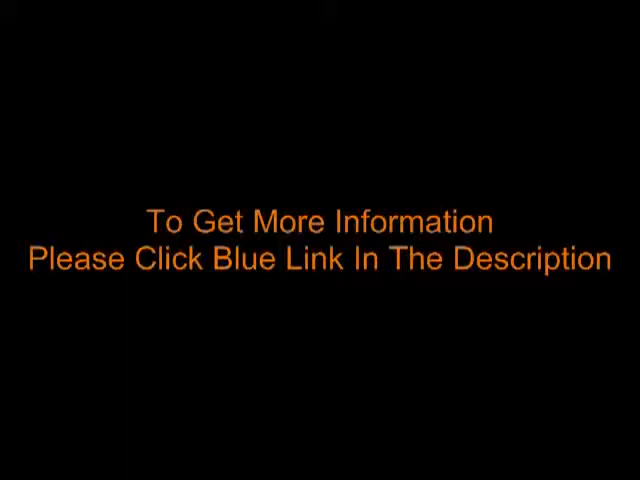 To Get More Information
Please Click Blue Link In The Description